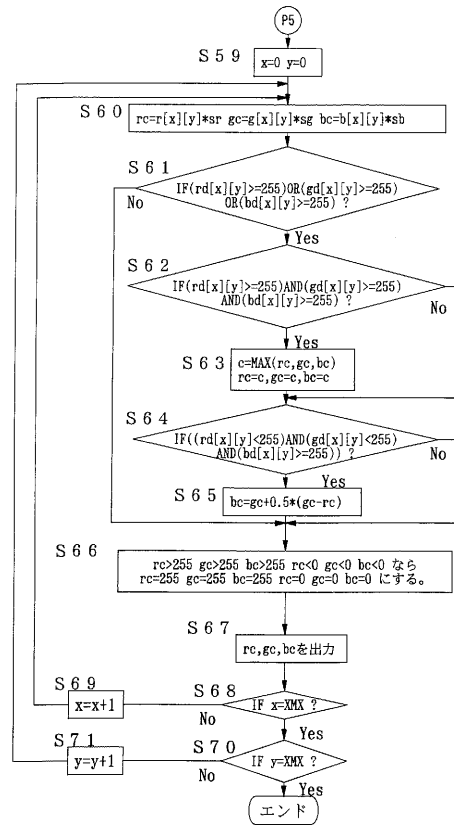 P5
S59
x=0 y=0
S60
rc=r[x][y]*sr gc=g[x][y]*sg bc=b[x][y]*sb
S61
IF(rd[x][y]>=255)OR(gd[x][y]>=255)
OR(bd[x][y]>=255) ?
No
Yes
S62
IF(rd[x][y]>=255)AND(gd[x][y]>=255)
AND(bd[x][y]>=255) ?
No
Yes
S63
c=MAX(rc,gc,bc)
rc=c,gc=c,bc=c
S64
IF((rd[x][y]<255)AND(gd[x][y]<255)
AND(bd[x][y]>=255)) ?
No
Yes
S65
bc=gc+0.5*(gc-rc)
S66
rc>255 gc>255 bc>255 rc<0 gc<0 bc<0 なら
rc=255 gc=255 bc=255 rc=0 gc=0 bc=0 にする。
S67
rc,gc,bcを出力
S69
x=x+1
S68
IF x=XMX ?
No
Yes
S71
y=y+1
S70
IF y=XMX ?
No
Yes
エンド